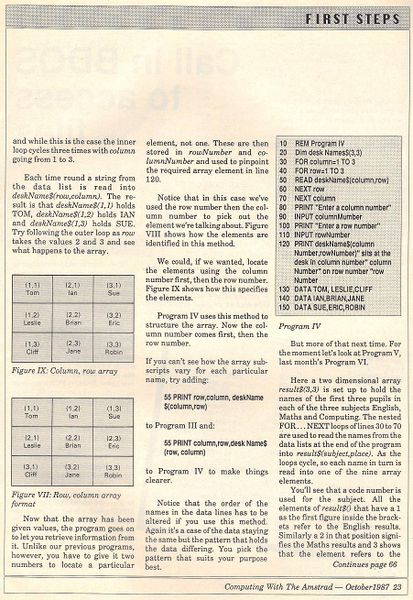 FIRST STEPS
and while this is the case the inner
loop cycles three times with column
going from 1 to 3.
Each time round a string from
the data list is read into
deskName$(row,column). The re-
sult is that deskName$(1,1) holds
TOM, deskName$(1,2) holds IAN
and deskName$(1,3) holds SUE.
Try following the outer loop as row
takes the values 2 and 3 and see
what happens to the array.
(1,1) (2,1) (3,1)
Tom Ian Sue
(1,2) (2,2) (3,2)
Leslie Brian Eric
(1,3) (2,3) (3,3)
Cliff Jane Robin
Figure IX: Column, row array
(1,1) (1,2) (1,3)
Tom Ian Sue
(2,1) (2,2) (2,3)
Leslie Brian Eric
(3,1) (3,2) (3,3)
Cliff Jane Robin
Figure VII: Row, column array
format
Now that the array has been
given values, the program goes on
to let you retrieve information from
it. Unlike our previous programs,
however, you have to give it two
numbers to locate a particular
element, not one. These are then
stored in rowNumber and co-
lumnNumber and used to pinpoint
the required array element in line
120.
Notice that in this case we've
used the row number then the col-
umn number to pick out the
element we're talking about. Figure
VIII shows how the elements are
identified in this method.
We could, if we wanted, locate
the elements using the column
number first, then the row number.
Figure IX shows how this specifies
the elements.
Program IV uses this method to
structure the array. Now the col-
umn number comes first, then the
row number.
If you can't see how the array sub-
scripts vary for each particular
name, try adding:
55 PRINT row,column, deskName
$(column,row)
to Program III and:
55 PRINT column,row,deskName$
(row, column)
to Program IV to make things
clearer.
Notice that the order of the
names in the data lines has to be
altered if you use this method.
Again it's a case of the data staying
the same but the pattern that holds
the data differing. You pick the
pattern that suits your purpose
best.
10 REM Program IV
20 Dim desk Names$(3,3)
30 FOR column=1 TO 3
40 FOR row=1 TO 3
50 READ deskName$(column,row)
60 NEXT row
70 NEXT column
80 PRINT "Enter a column number"
90 INPUT columnNumber
100 PRINT "Enter a row number"
110 INPUT rowNumber
120 PRINT deskName$(column
Number,rowNumber)" sits at the
desk in column number" column
Number" on row number "row
Number
130 DATA TOM, LESLIE,CLIFF
140 DATA IAN,BRIAN,JANE
150 DATA SUE,ERIC,ROBIN
Program IV
But more of that next time. For
the moment let's look at Program V,
last month's Program VI.
Here a two dimensional array
result$(3,3) is set up to hold the
names of the first three pupils in
each of the three subjects English,
Maths and Computing. The nested
FOR...NEXT loops of lines 30 to 70
are used to read the names from the
data lists at the end of the program
into result$(subject,place). As the
loops cycle, so each name in turn is
read into one of the nine array
elements.
You'll see that a code number is
used for the subject. All the
elements of result$() that have a 1
as the first figure inside the brack-
ets refer to the English results.
Similarly a 2 in that position signi-
fies the Maths results and 3 shows
that the element refers to the
Continues page 66
Computing With The Amstrad — October1987 23